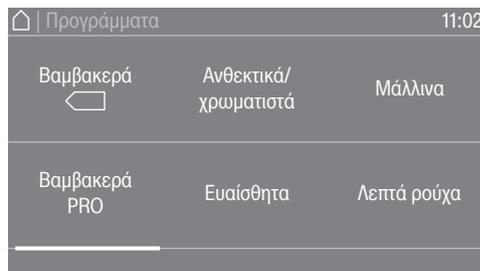 | Προγράμματα 11:02
Βαμβακερά
Ανθεκτικά/
χρωματιστά
Μάλλινα
Βαμβακερά
PRO
Ευαίσθητα
Λεπτά ρούχα